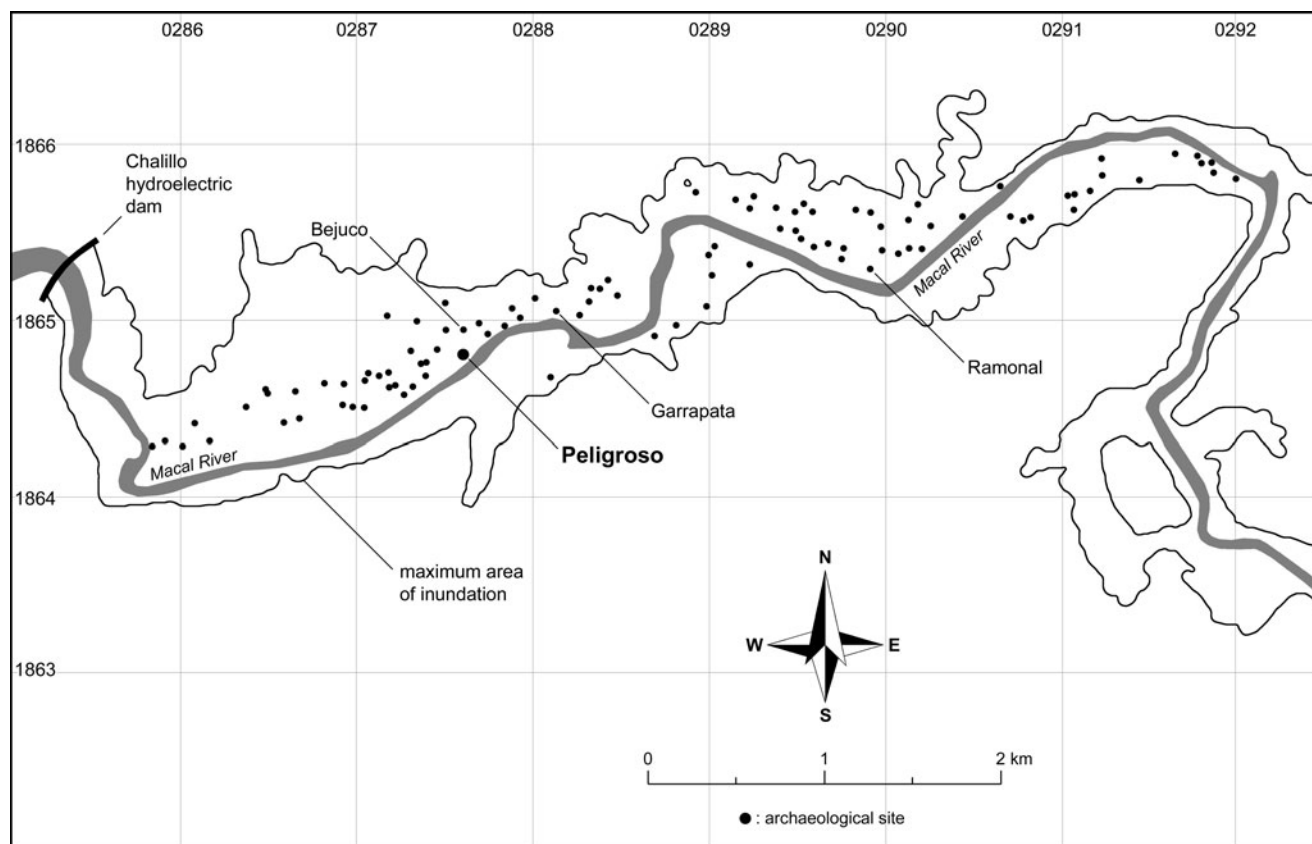 0286
0287
0288
0289
0290
0291
0292
1866
Chalillo
hydroelectric
dam
Bejuco
Macal River
1865
Ramonal
Garrapata
Peligroso
Macal River
1864
maximum area
of inundation
N
W
E
S
1863
0
1
2 km
: archaeological site